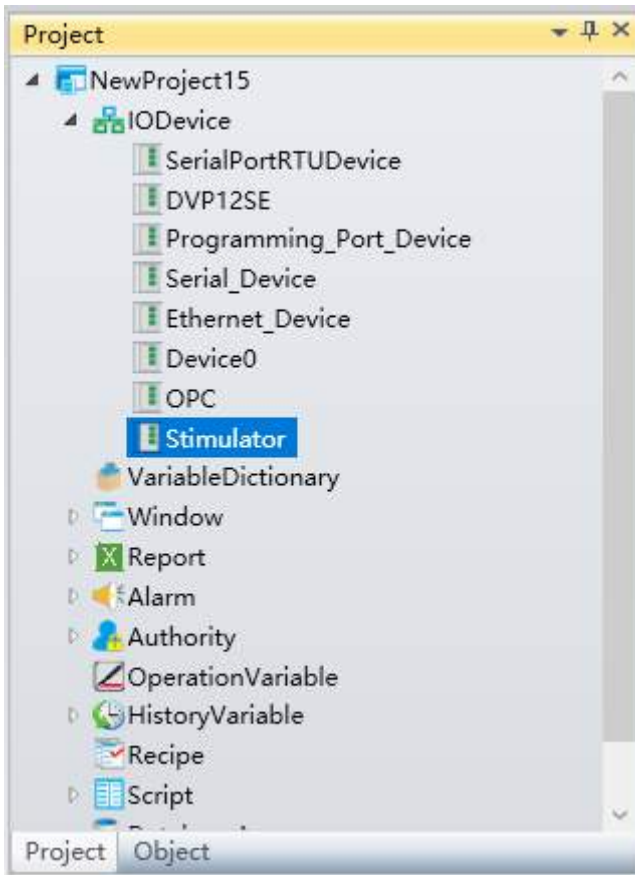 Project
NewProject15
IODevice
SerialPortRTUDevice
DVP12SE
Programming_Port_Device
Serial_Device
Ethernet_Device
Device0
OPC
Stimulator
VariableDictionary
Window
Report
Alarm
Authority
OperationVariable
HistoryVariable
Recipe
Script
Project Object